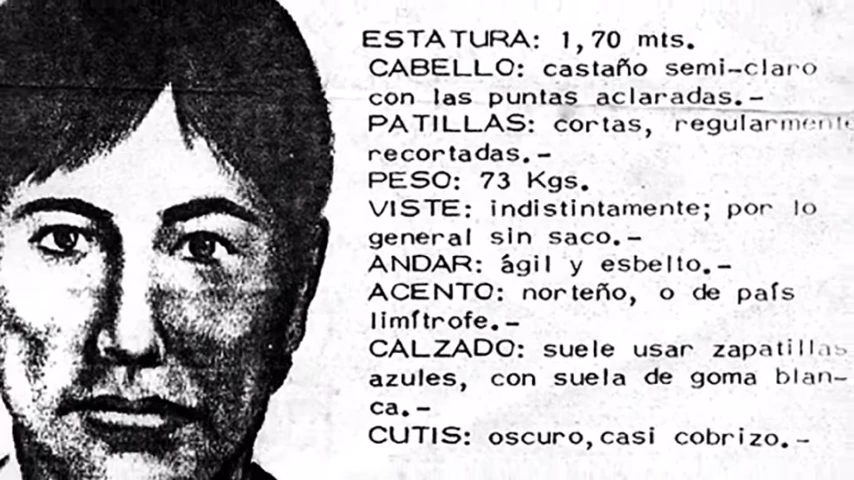 ESTATURA: 1,70 mts.
CABELLO: castaño semi-claro
con las puntas aclaradas.-
PATILLAS: cortas, regularmente
recortadas.-
PESO: 73 Kgs.
VISTE: indistintamente; por lo
general sin saco.-
ANDAR: ágil y esbelto.-
ACENTO: norteño, o de país
limítrofe.-
CALZADO: suele usar zapatillas
azules, con suela de goma blan-
ca.-
CUTIS: oscuro,casi cobrizo.-